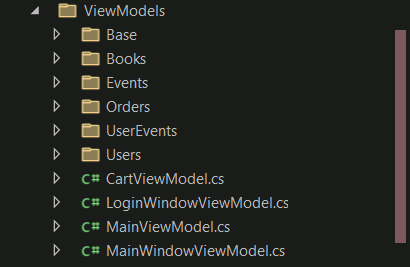 ViewModels
Base
Books
Events
Orders
UserEvents
Users
C# CartViewModel.cs
C# LoginWindowViewModel.cs
C# MainViewModel.cs
C# MainWindowViewModel.cs